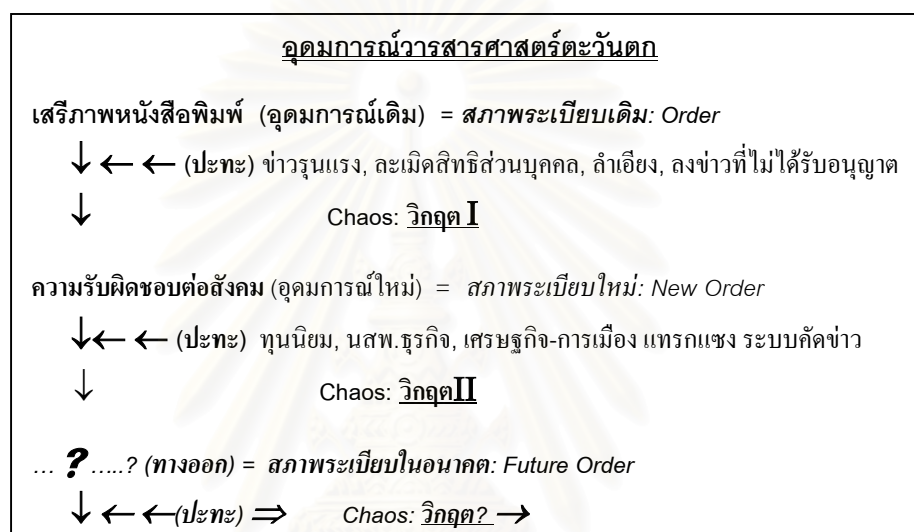 อุดมการณ์วารสารศาสตร์ตะวันตก
เสรีภาพหนังสือพิมพ์ (อุดมการณ์เดิม) = สภาพระเบียบเดิม: Order
↓ ← ← (ปะทะ) ข่าวรุนแรง, ละเมิดสิทธิส่วนบุคคล, ลำเอียง, ลงข่าวที่ไม่ได้รับอนุญาต
↓ Chaos: วิกฤต I
ความรับผิดชอบต่อสังคม (อุดมการณ์ใหม่) = สภาพระเบียบใหม่: New Order
↓← ← (ปะทะ) ทุนนิยม, นสพ.ธุรกิจ, เศรษฐกิจ-การเมือง แทรกแซง ระบบคัดข่าว
↓ Chaos: วิกฤตII
... ? .....? (ทางออก) = สภาพระเบียบในอนาคต: Future Order
↓ ← ←(ปะทะ) ⇒ Chaos: วิกฤต? →